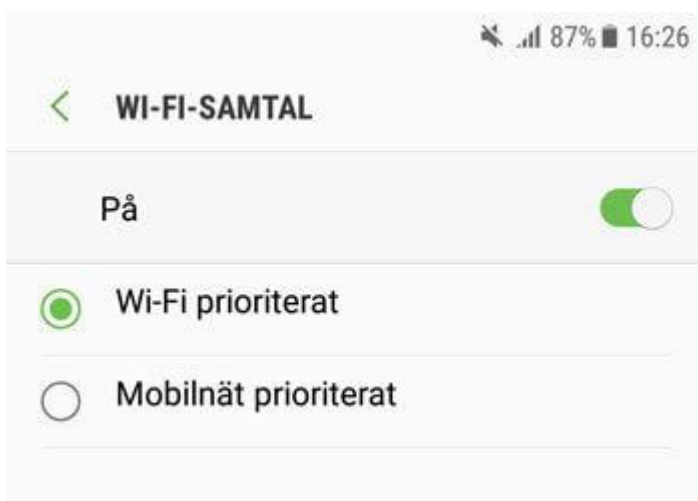 87% 16:26
WI-FI-SAMTAL
På
Wi-Fi prioriterat
Mobilnät prioriterat